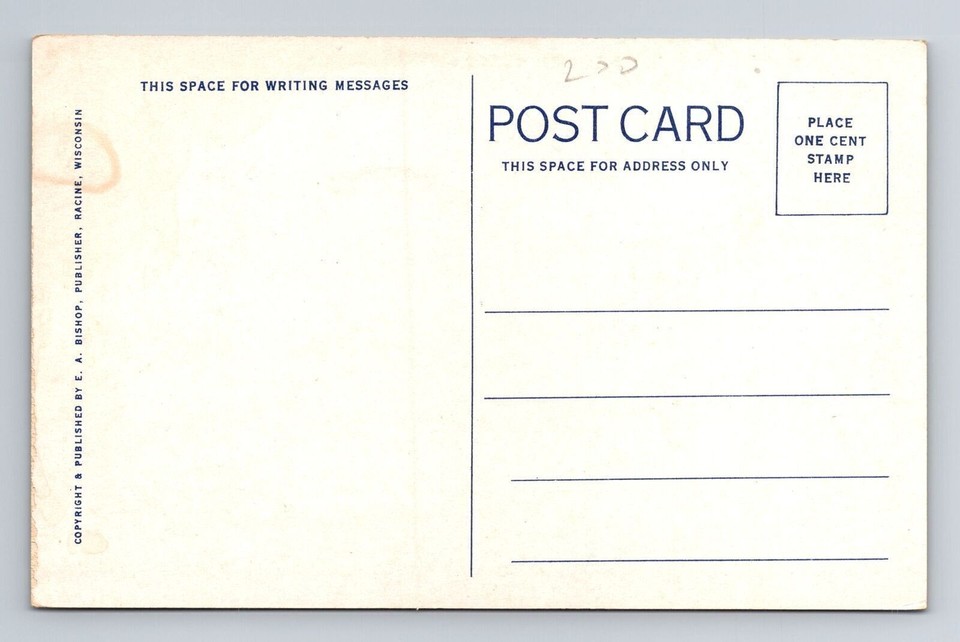 THIS SPACE FOR WRITING MESSAGES
COPYRIGHT & PUBLISHED BY E. A. BISHOP, PUBLISHER, RACINE, WISCONSIN
200
POST CARD
THIS SPACE FOR ADDRESS ONLY
PLACE
ONE CENT
STAMP
HERE